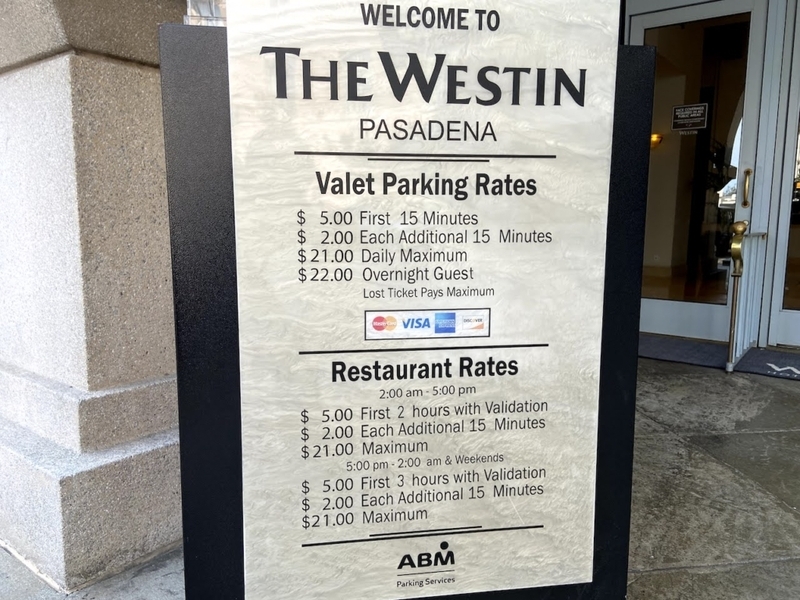 WELCOME TO
THE WESTIN
PASADENA
Valet Parking Rates
$ 5.00 First 15 Minutes
$ 2.00 Each Additional 15 Minutes
$21.00 Daily Maximum
$22.00 Overnight Guest
Lost Ticket Pays Maximum
MasterCard VISA DISCOVER
Restaurant Rates
2:00 am - 5:00 pm
$ 5.00 First 2 hours with Validation
$ 2.00 Each Additional 15 Minutes
$21.00 Maximum
5:00 pm - 2:00 am & Weekends
$ 5.00 First 3 hours with Validation
$ 2.00 Each Additional 15 Minutes
$21.00 Maximum
ABM
Parking Services